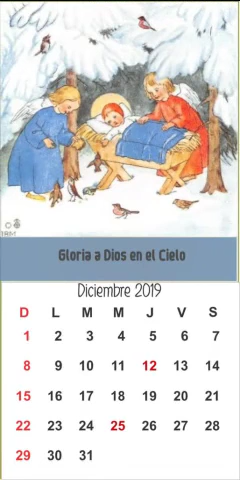 Gloria a Dios en el Cielo
Diciembre 2019
D L M M J V S
1 2 3 4 5 6 7
8 9 10 11 12 13 14
15 16 17 18 19 20 21
22 23 24 25 26 27 28
29 30 31